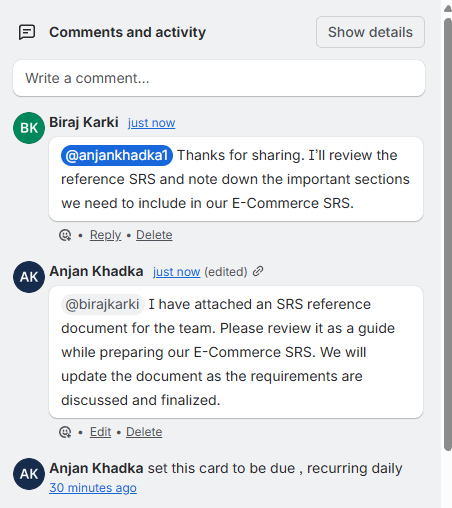 Comments and activity
Show details
Write a comment...
BK
Biraj Karki just now
@anjankhadka1 Thanks for sharing. I'll review the
reference SRS and note down the important sections
we need to include in our E-Commerce SRS.
• Reply • Delete
AK
Anjan Khadka just now (edited)
@birajkarki I have attached an SRS reference
document for the team. Please review it as a guide
while preparing our E-Commerce SRS. We will
update the document as the requirements are
discussed and finalized.
• Edit • Delete
AK
Anjan Khadka set this card to be due , recurring daily
30 minutes ago